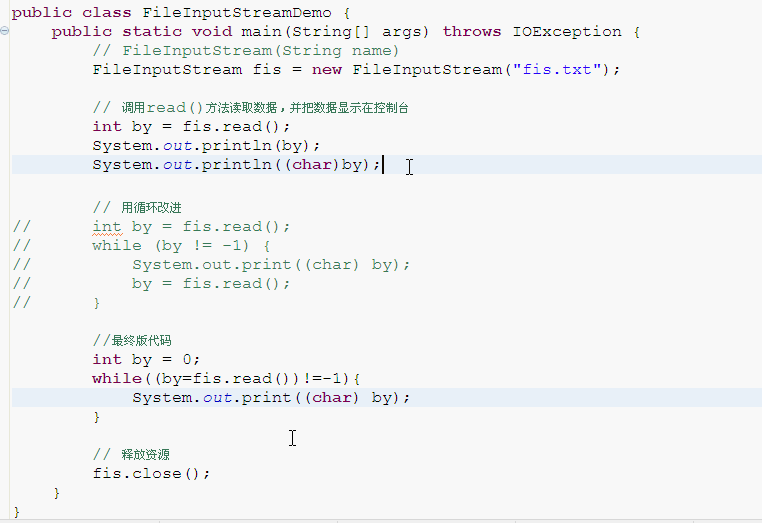 public class FileInputStreamDemo {
    public static void main(String[] args) throws IOException {
        // FileInputStream(String name)
        FileInputStream fis = new FileInputStream("fis.txt");

        // 调用read()方法读取数据，并把数据显示在控制台
        int by = fis.read();
        System.out.println(by);
        System.out.println((char)by);

        // 用循环改进
//      int by = fis.read();
//      while (by != -1) {
//          System.out.print((char) by);
//          by = fis.read();
//      }

        //最终版代码
        int by = 0;
        while((by=fis.read())!=-1){
            System.out.print((char) by);
        }

        // 释放资源
        fis.close();
    }
}